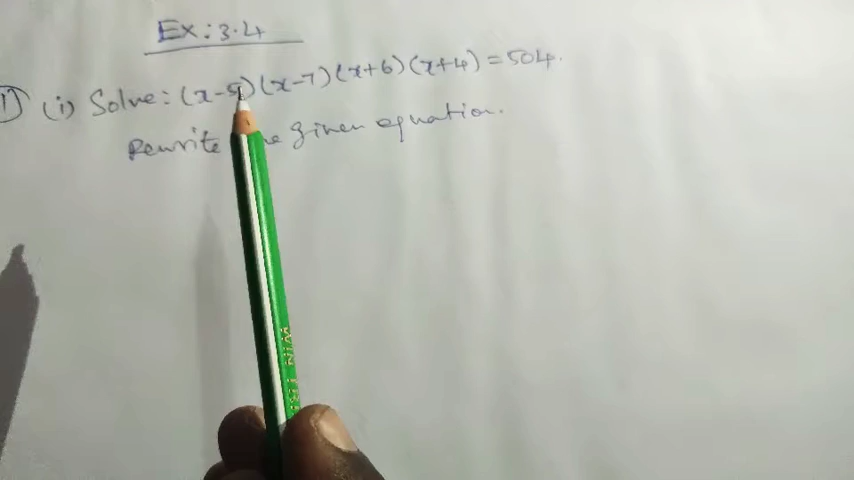 Ex: 3.4
1) (i) Solve: (x-5)(x-7)(x+6)(x+4) = 504.
Rewrite given equation.